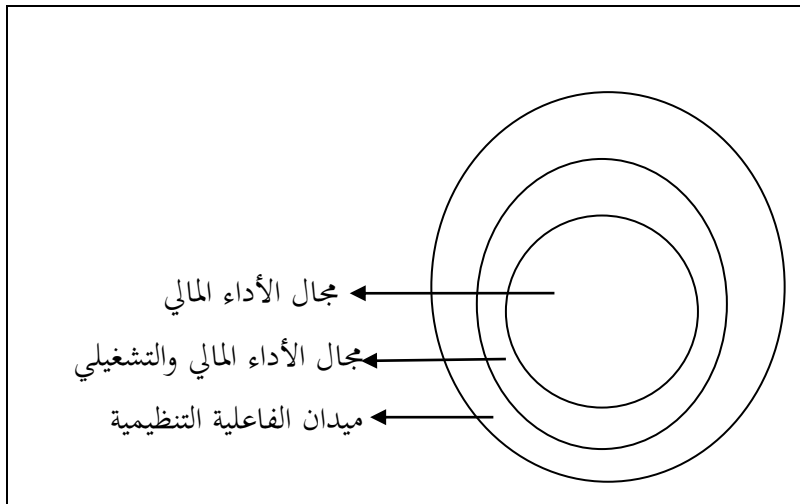 مجال الأداء المالي
مجال الأداء المالي والتشغيلي
ميدان الفاعلية التنظيمية